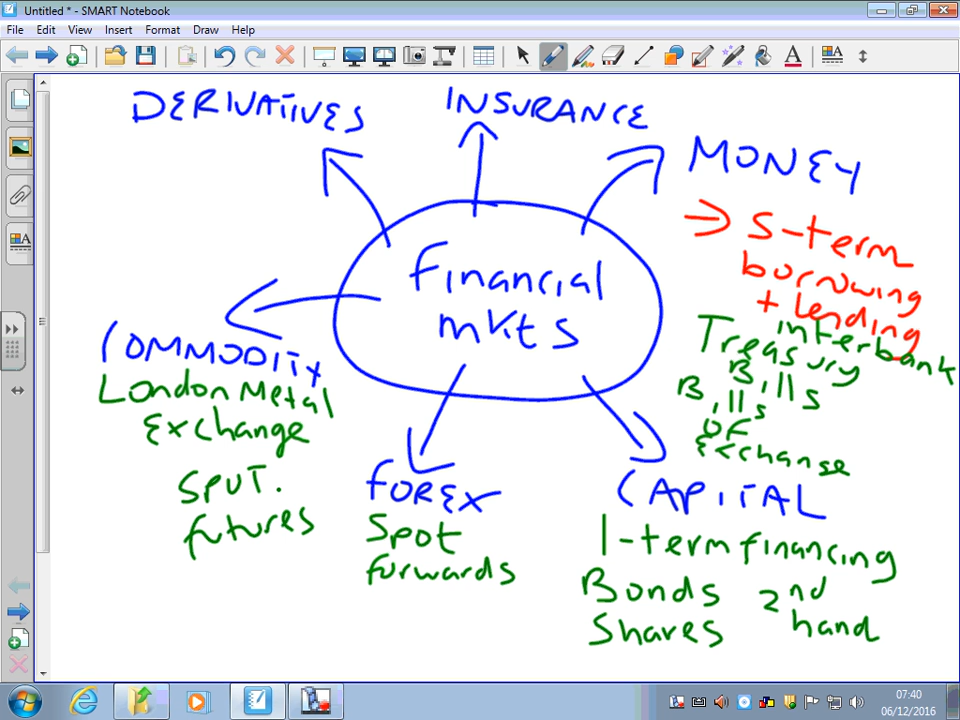 Untitled * - SMART Notebook
File Edit View Insert Format Draw Help
DERIVATIVES
INSURANCE
MONEY
=> S-term
borrowing
+ lending
interbank
Treasury
Bills
Bills
of
Exchange
financial
mkts
COMMODITY
London Metal
Exchange
SPOT.
futures
FOREX
Spot
forwards
CAPITAL
l-term financing
Bonds 2nd
Shares hand
07:40
06/12/2016